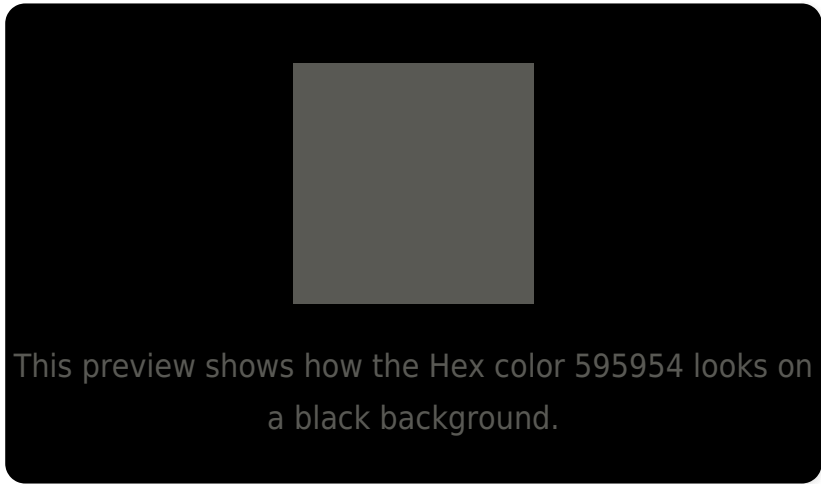 This preview shows how the Hex color 595954 looks on
a black background.